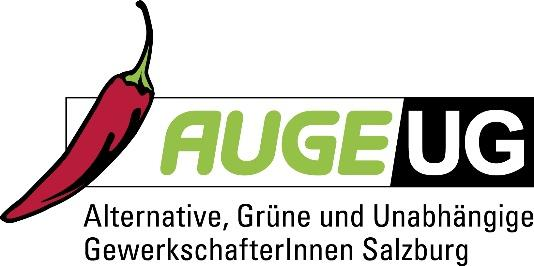 AUGE UG
Alternative, Grüne und Unabhängige
GewerkschafterInnen Salzburg